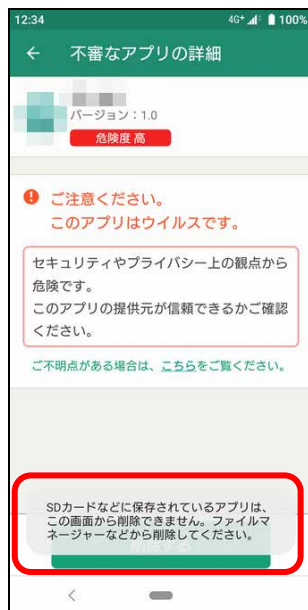 12:34 4G+ 100%
不審なアプリの詳細
バージョン：1.0
危険度 高
ご注意ください。
このアプリはウイルスです。
セキュリティやプライバシー上の観点から
危険です。
このアプリの提供元が信頼できるかご確認
ください。
ご不明点がある場合は、こちらをご覧ください。
SDカードなどに保存されているアプリは、
この画面から削除できません。ファイルマ
ネージャーなどから削除してください。
削除する